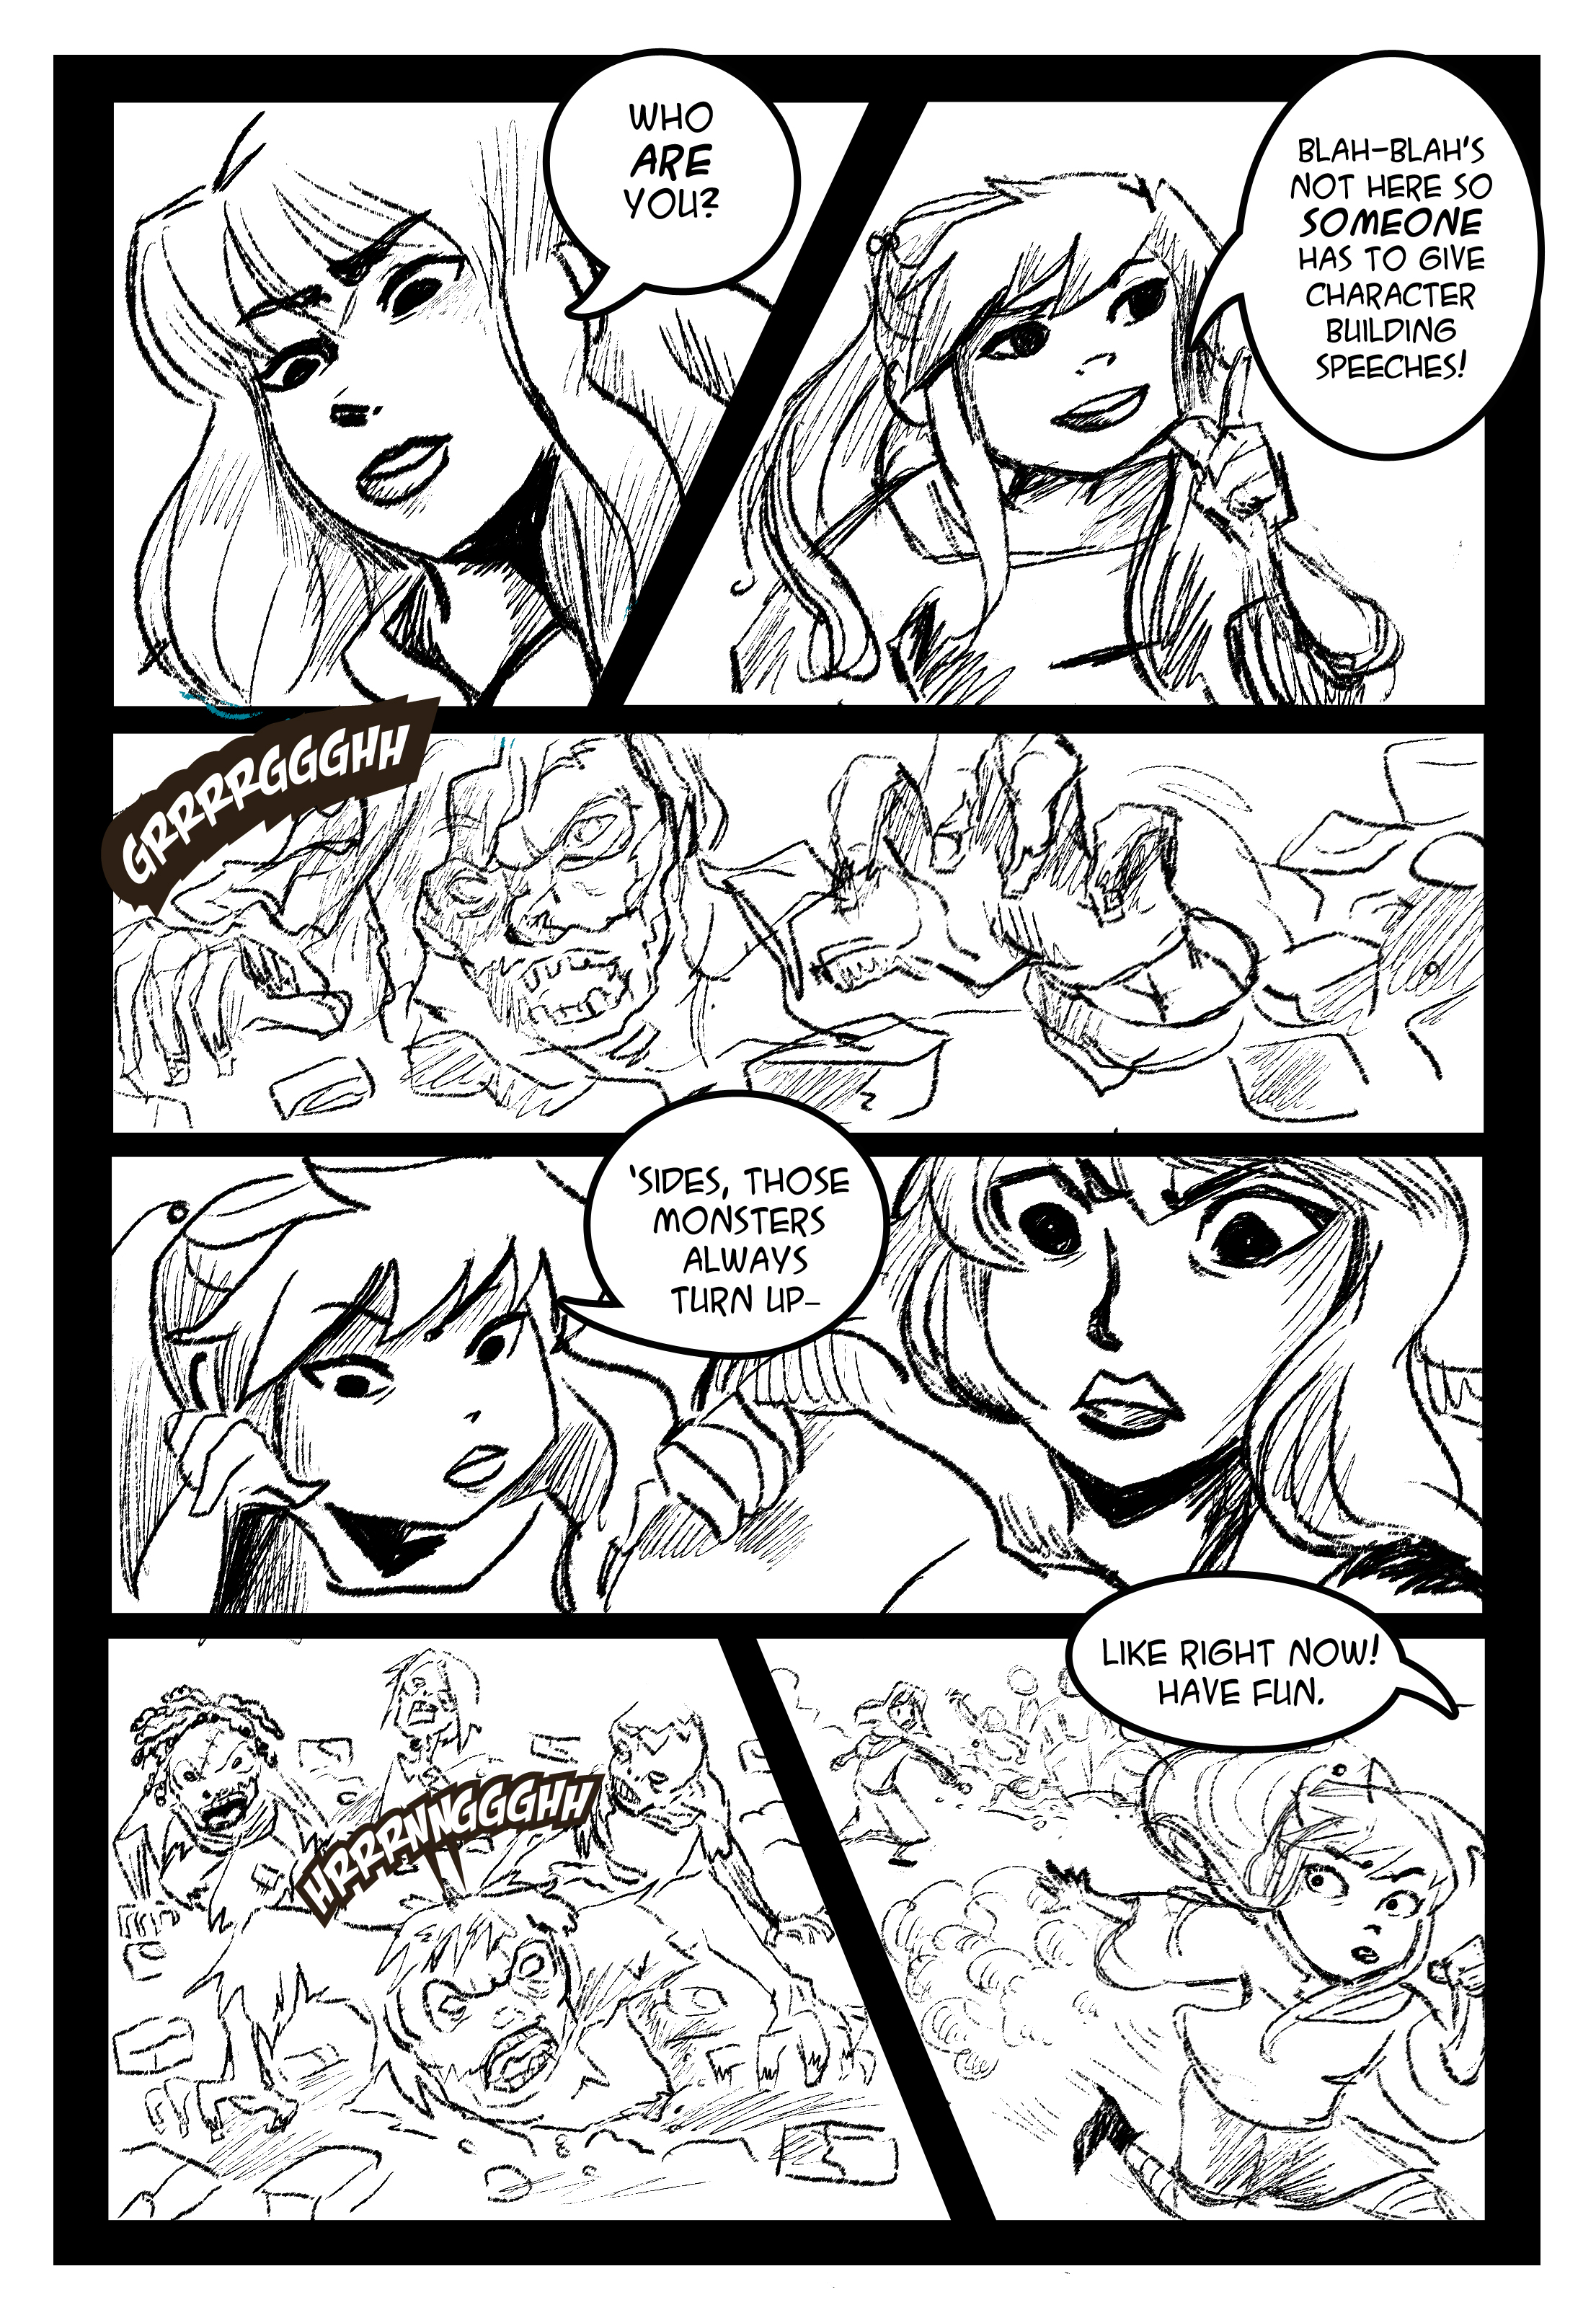 WHO
ARE
YOU?
BLAH-BLAH'S
NOT HERE SO
SOMEONE
HAS TO GIVE
CHARACTER
BUILDING
SPEECHES!
GRRRRGGGHH
'SIDES, THOSE
MONSTERS
ALWAYS
TURN UP-
HRRRNNGGGHH
LIKE RIGHT NOW!
HAVE FUN.